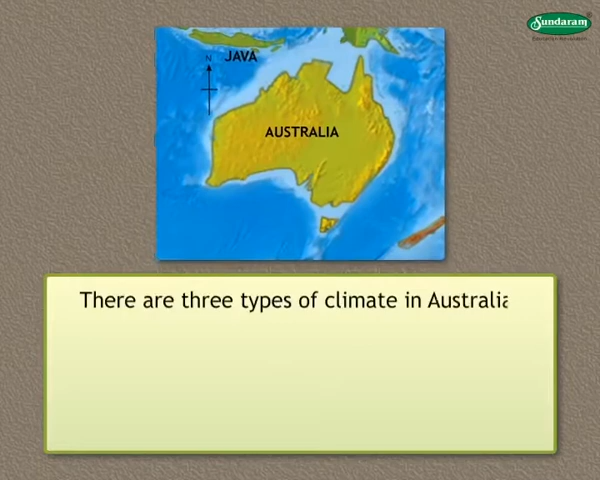 Sundaram
N
JAVA
AUSTRALIA
There are three types of climate in Australia